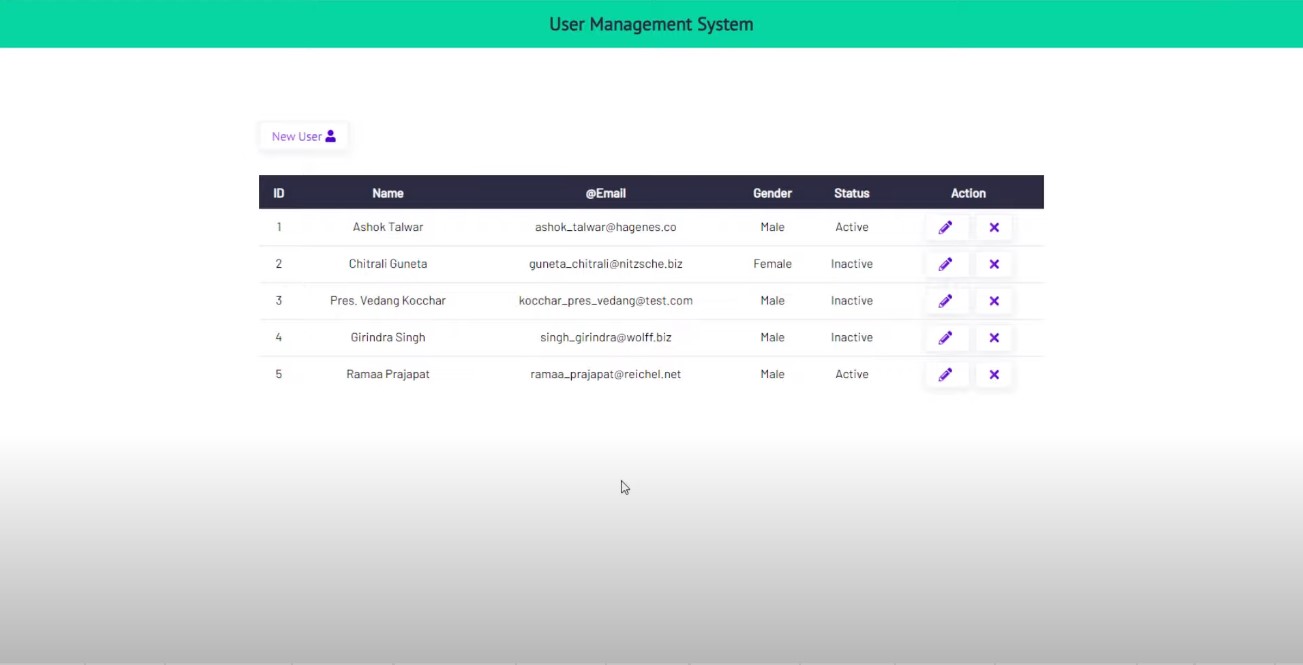 User Management System
New User
ID Name @Email Gender Status Action
1 Ashok Talwar ashok_talwar@hagenes.co Male Active
2 Chitrali Guneta guneta_chitrali@nitzsche.biz Female Inactive
3 Pres. Vedang Kocchar kocchar_pres_vedang@test.com Male Inactive
4 Girindra Singh singh_girindra@wolff.biz Male Inactive
5 Ramaa Prajapat ramaa_prajapat@reichel.net Male Active